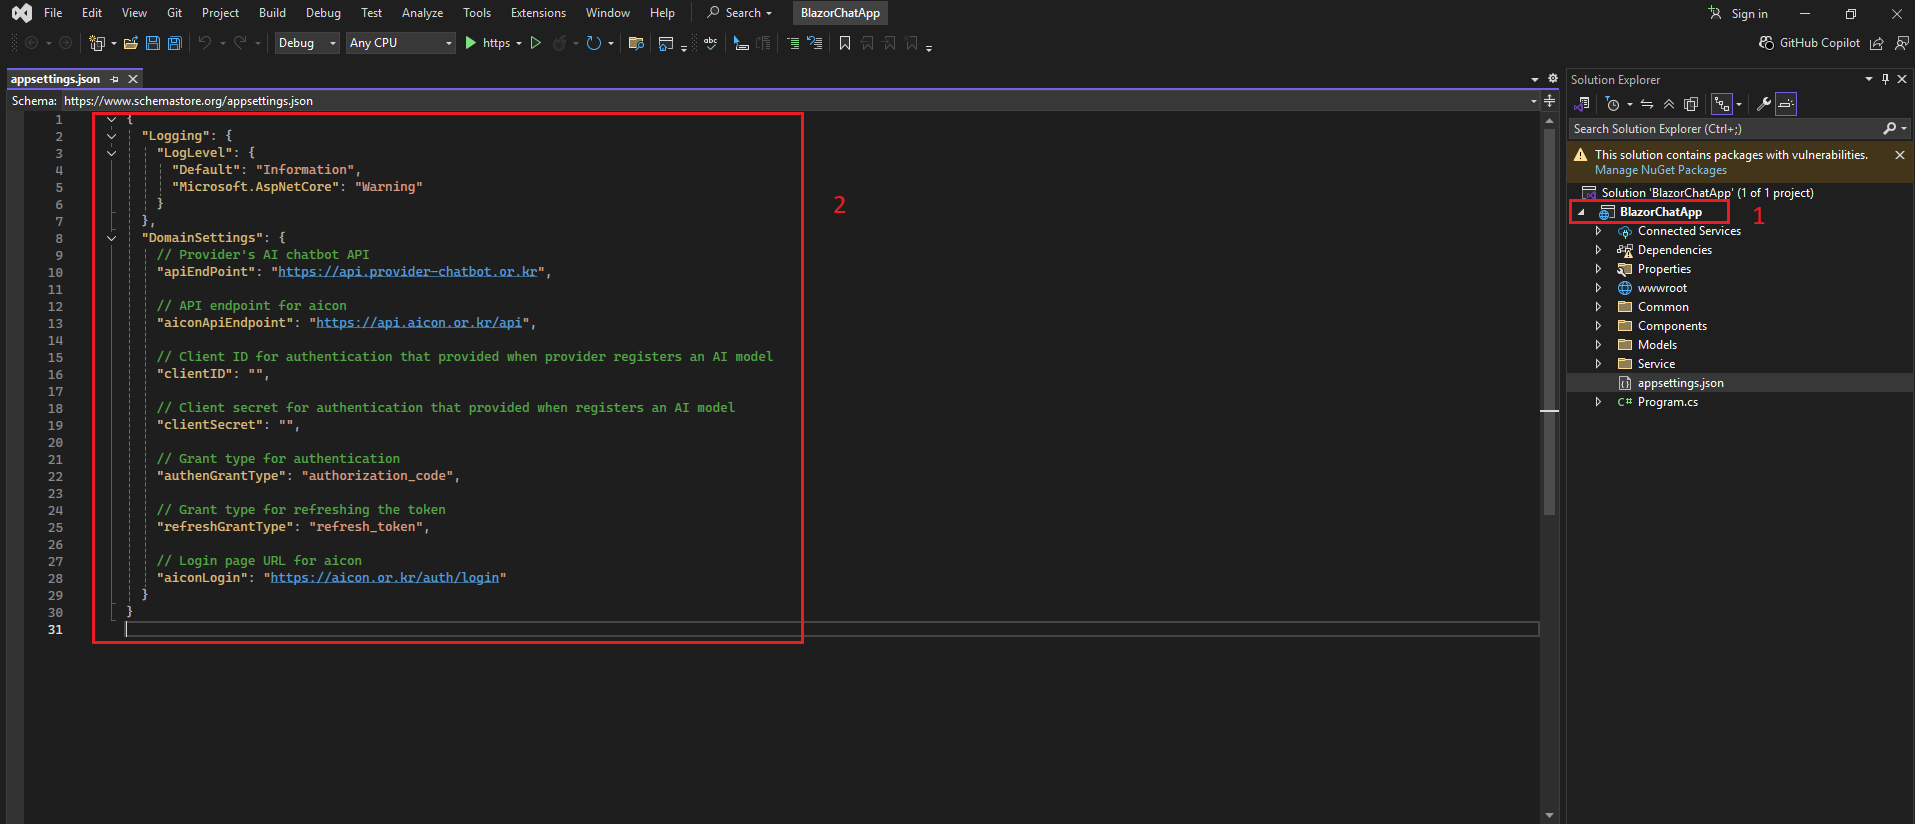 File Edit View Git Project Build Debug Test Analyze Tools Extensions Window Help Search BlazorChatApp Sign in
Debug Any CPU https abc GitHub Copilot
appsettings.json
Schema: https://www.schemastore.org/appsettings.json
1 {
2 "Logging": {
3 "LogLevel": {
4 "Default": "Information",
5 "Microsoft.AspNetCore": "Warning"
6 }
7 },
8 "DomainSettings": {
9 // Provider's AI chatbot API
10 "apiEndPoint": "https://api.provider-chatbot.or.kr",
11
12 // API endpoint for aicon
13 "aiconApiEndpoint": "https://api.aicon.or.kr/api",
14
15 // Client ID for authentication that provided when provider registers an AI model
16 "clientID": "",
17
18 // Client secret for authentication that provided when registers an AI model
19 "clientSecret": "",
20
21 // Grant type for authentication
22 "authenGrantType": "authorization_code",
23
24 // Grant type for refreshing the token
25 "refreshGrantType": "refresh_token",
26
27 // Login page URL for aicon
28 "aiconLogin": "https://aicon.or.kr/auth/login"
29 }
30 }
31
2
Solution Explorer
Search Solution Explorer (Ctrl+;)
This solution contains packages with vulnerabilities.
Manage NuGet Packages
Solution 'BlazorChatApp' (1 of 1 project)
BlazorChatApp 1
Connected Services
Dependencies
Properties
wwwroot
Common
Components
Models
Service
appsettings.json
C# Program.cs